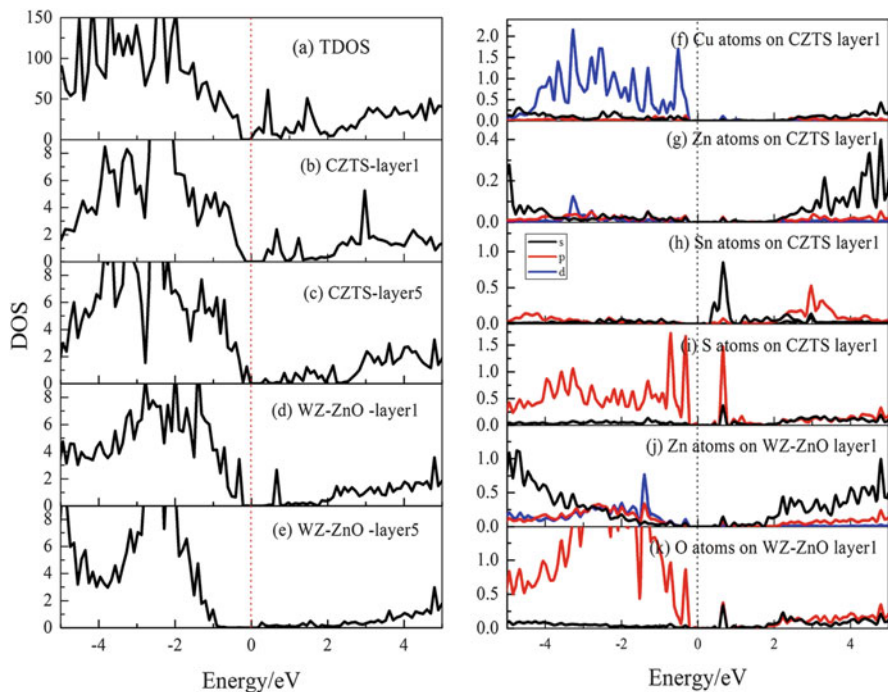 150
(a) TDOS
100
50
0
8
(b) CZTS-layer1
6
4
2
0
8
6
(c) CZTS-layer5
4
2
0
8
(d) WZ-ZnO -layer1
6
4
2
0
8
6
(e) WZ-ZnO -layer5
4
2
0
-4 -2 0 2 4
Energy/eV
DOS
2.0
(f) Cu atoms on CZTS layer1
1.5
1.0
0.5
0.0
0.4
(g) Zn atoms on CZTS layer1
0.2
0.0
1.0
(h) Sn atoms on CZTS layer1
s
p
d
0.5
0.0
1.5
(i) S atoms on CZTS layer1
1.0
0.5
0.0
(j) Zn atoms on WZ-ZnO layer1
1.0
0.5
0.0
(k) O atoms on WZ-ZnO layer1
1.0
0.5
0.0
-4 -2 0 2 4
Energy/eV